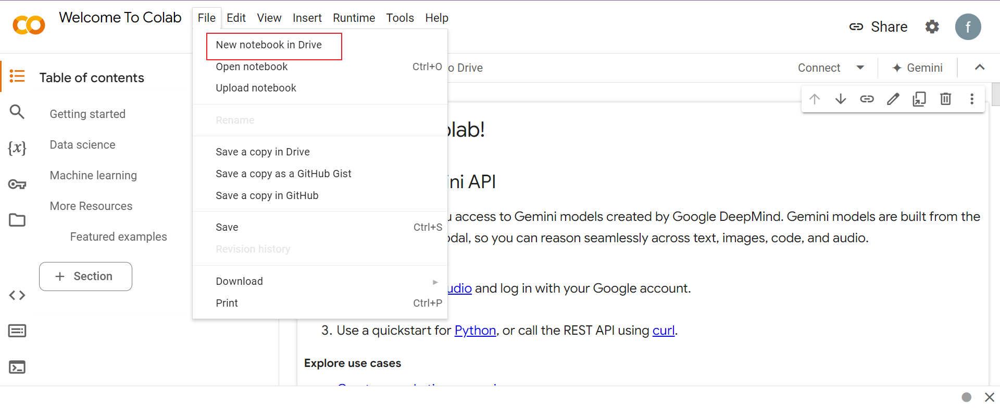 Welcome To Colab
File Edit View Insert Runtime Tools Help
Share
f
New notebook in Drive
Open notebook Ctrl+O
Upload notebook
Rename
Save a copy in Drive
Save a copy as a GitHub Gist
Save a copy in GitHub
Save Ctrl+S
Revision history
Download
Print Ctrl+P
Table of contents
Getting started
Data science
Machine learning
More Resources
Featured examples
+ Section
{x}
o Drive
Connect
Gemini
olab!
ni API
u access to Gemini models created by Google DeepMind. Gemini models are built from the
odal, so you can reason seamlessly across text, images, code, and audio.
udio and log in with your Google account.
3. Use a quickstart for Python, or call the REST API using curl.
Explore use cases